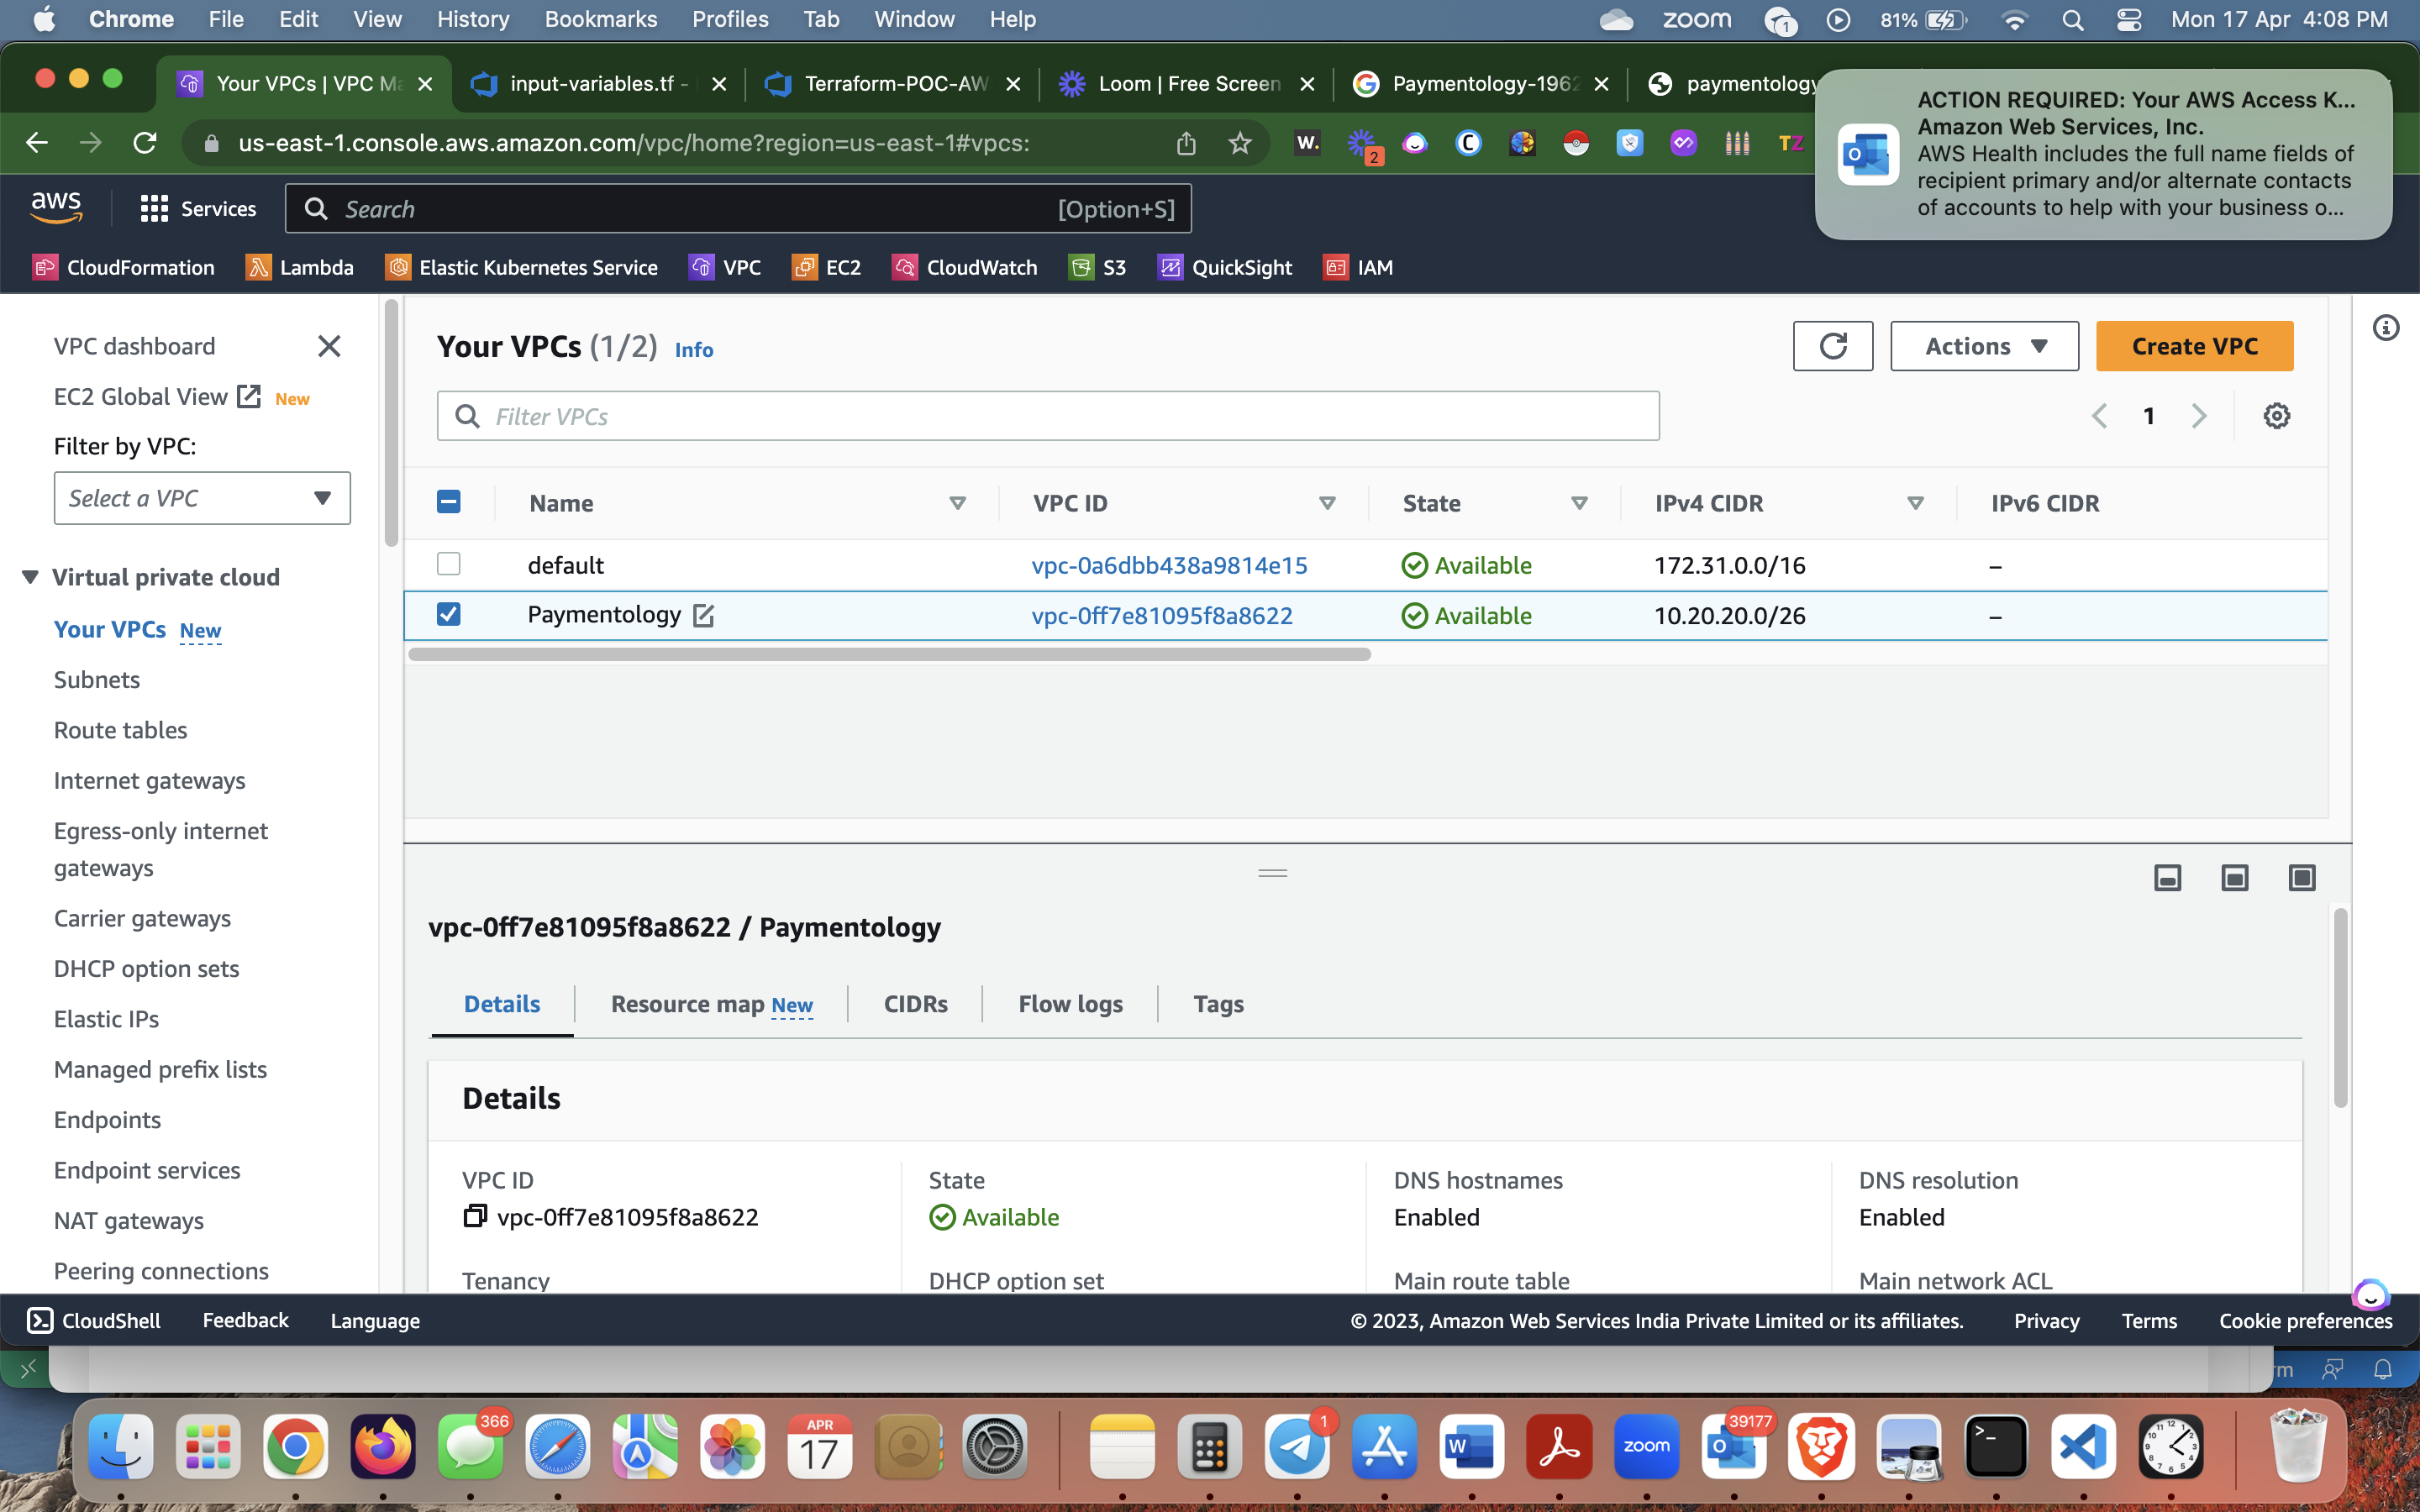 Chrome File Edit View History Bookmarks Profiles Tab Window Help
zoom 1 81% Mon 17 Apr 4:08 PM
Your VPCs | VPC Ma
input-variables.tf -
Terraform-POC-AW
Loom | Free Screen
Paymentology-1962
paymentology
us-east-1.console.aws.amazon.com/vpc/home?region=us-east-1#vpcs:
W. 2 C TZ
ACTION REQUIRED: Your AWS Access K...
Amazon Web Services, Inc.
AWS Health includes the full name fields of
recipient primary and/or alternate contacts
of accounts to help with your business o...
aws Services Search [Option+S]
CloudFormation Lambda Elastic Kubernetes Service VPC EC2 CloudWatch S3 QuickSight IAM
VPC dashboard
EC2 Global View New
Filter by VPC:
Select a VPC
Virtual private cloud
Your VPCs New
Subnets
Route tables
Internet gateways
Egress-only internet
gateways
Carrier gateways
DHCP option sets
Elastic IPs
Managed prefix lists
Endpoints
Endpoint services
NAT gateways
Peering connections
Your VPCs (1/2) Info
Actions Create VPC
Filter VPCs
1
Name VPC ID State IPv4 CIDR IPv6 CIDR
default vpc-0a6dbb438a9814e15 Available 172.31.0.0/16 –
Paymentology vpc-0ff7e81095f8a8622 Available 10.20.20.0/26 –
vpc-0ff7e81095f8a8622 / Paymentology
Details Resource map New CIDRs Flow logs Tags
Details
VPC ID State DNS hostnames DNS resolution
vpc-0ff7e81095f8a8622 Available Enabled Enabled
Tenancy DHCP option set Main route table Main network ACL
CloudShell Feedback Language © 2023, Amazon Web Services India Private Limited or its affiliates. Privacy Terms Cookie preferences
rm
366 APR 17 1 W zoom 39177